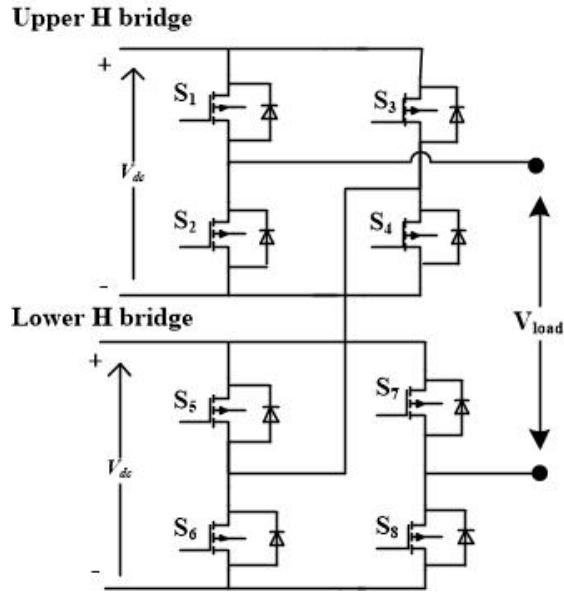 Upper H bridge
+
S1
S3
Vdc
S2
S4
-
Vload
Lower H bridge
+
S5
S7
Vdc
S6
S8
-